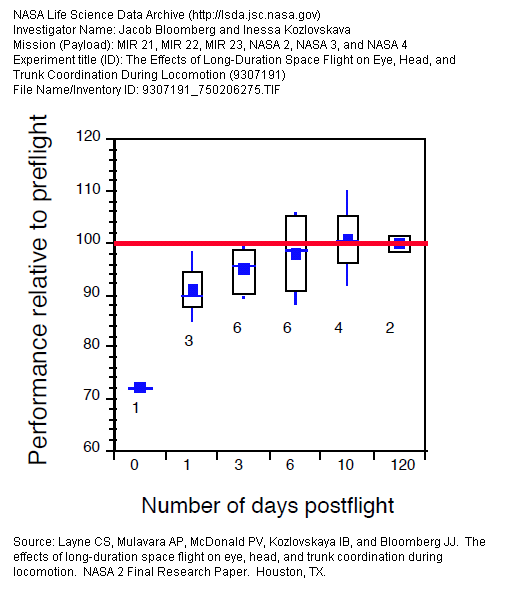 NASA Life Science Data Archive (http://lsda.jsc.nasa.gov)
Investigator Name: Jacob Bloomberg and Inessa Kozlovskava
Mission (Payload): MIR 21, MIR 22, MIR 23, NASA 2, NASA 3, and NASA 4
Experiment title (ID): The Effects of Long-Duration Space Flight on Eye, Head, and
Trunk Coordination During Locomotion (9307191)
File Name/Inventory ID: 9307191_750206275.TIF
Performance relative to preflight
120
110
100
90
80
70
60
3
6
6
4
2
1
0 1 3 6 10 120
Number of days postflight
Source: Layne CS, Mulavara AP, McDonald PV, Kozlovskaya IB, and Bloomberg JJ. The
effects of long-duration space flight on eye, head, and trunk coordination during
locomotion. NASA 2 Final Research Paper. Houston, TX.